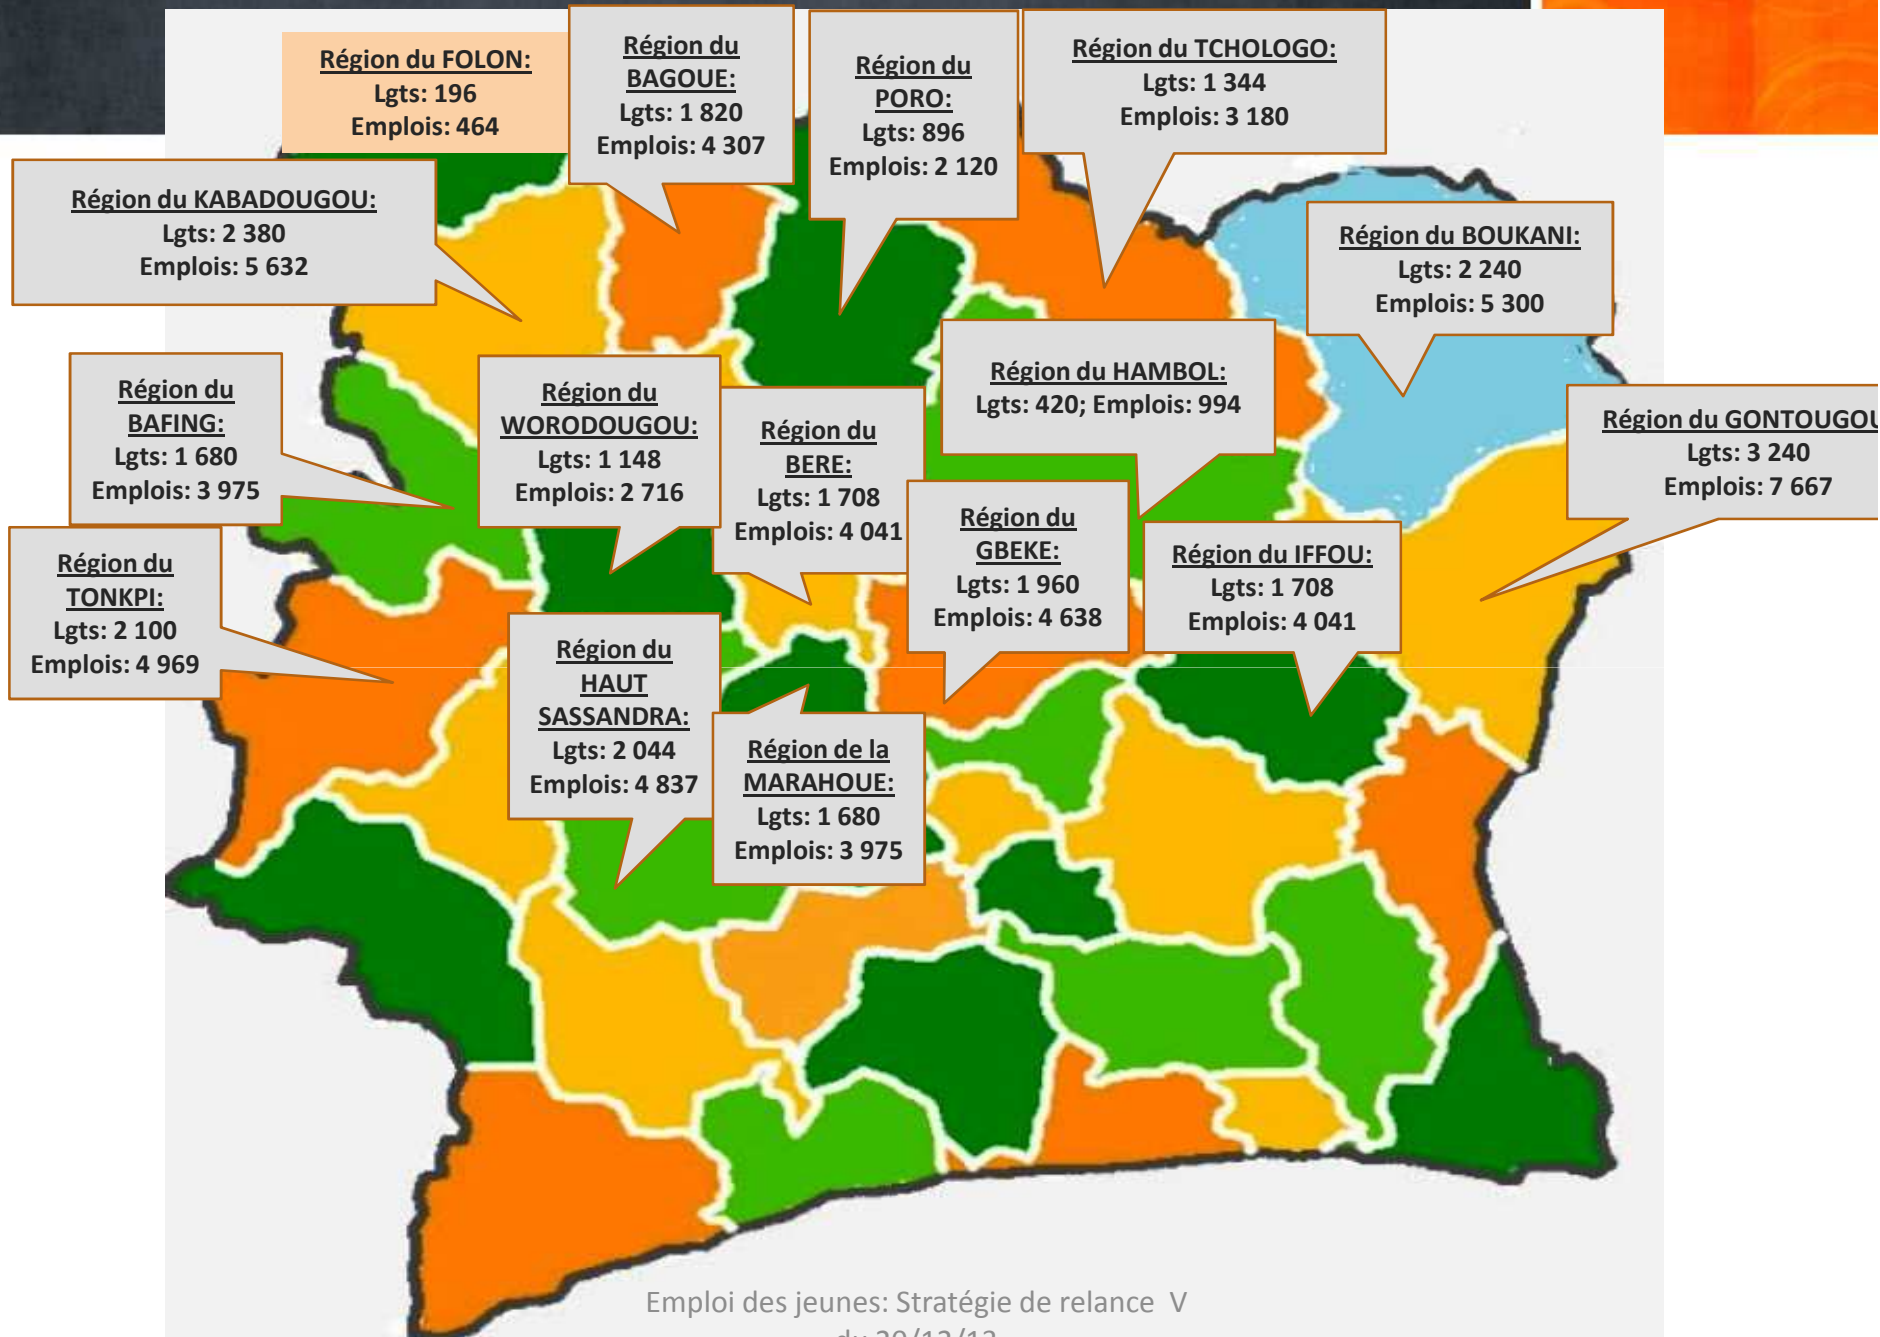 Région du FOLON:
Lgts: 196
Emplois: 464
Région du
BAGOUE:
Lgts: 1 820
Emplois: 4 307
Région du
PORO:
Lgts: 896
Emplois: 2 120
Région du TCHOLOGO:
Lgts: 1 344
Emplois: 3 180
Région du KABADOUGOU:
Lgts: 2 380
Emplois: 5 632
Région du BOUKANI:
Lgts: 2 240
Emplois: 5 300
Région du
BAFING:
Lgts: 1 680
Emplois: 3 975
Région du
WORODOUGOU:
Lgts: 1 148
Emplois: 2 716
Région du
BERE:
Lgts: 1 708
Emplois: 4 041
Région du HAMBOL:
Lgts: 420; Emplois: 994
Région du GONTOUGOU
Lgts: 3 240
Emplois: 7 667
Région du
TONKPI:
Lgts: 2 100
Emplois: 4 969
Région du
GBEKE:
Lgts: 1 960
Emplois: 4 638
Région du IFFOU:
Lgts: 1 708
Emplois: 4 041
Région du
HAUT
SASSANDRA:
Lgts: 2 044
Emplois: 4 837
Région de la
MARAHOUE:
Lgts: 1 680
Emplois: 3 975
Emploi des jeunes: Stratégie de relance V